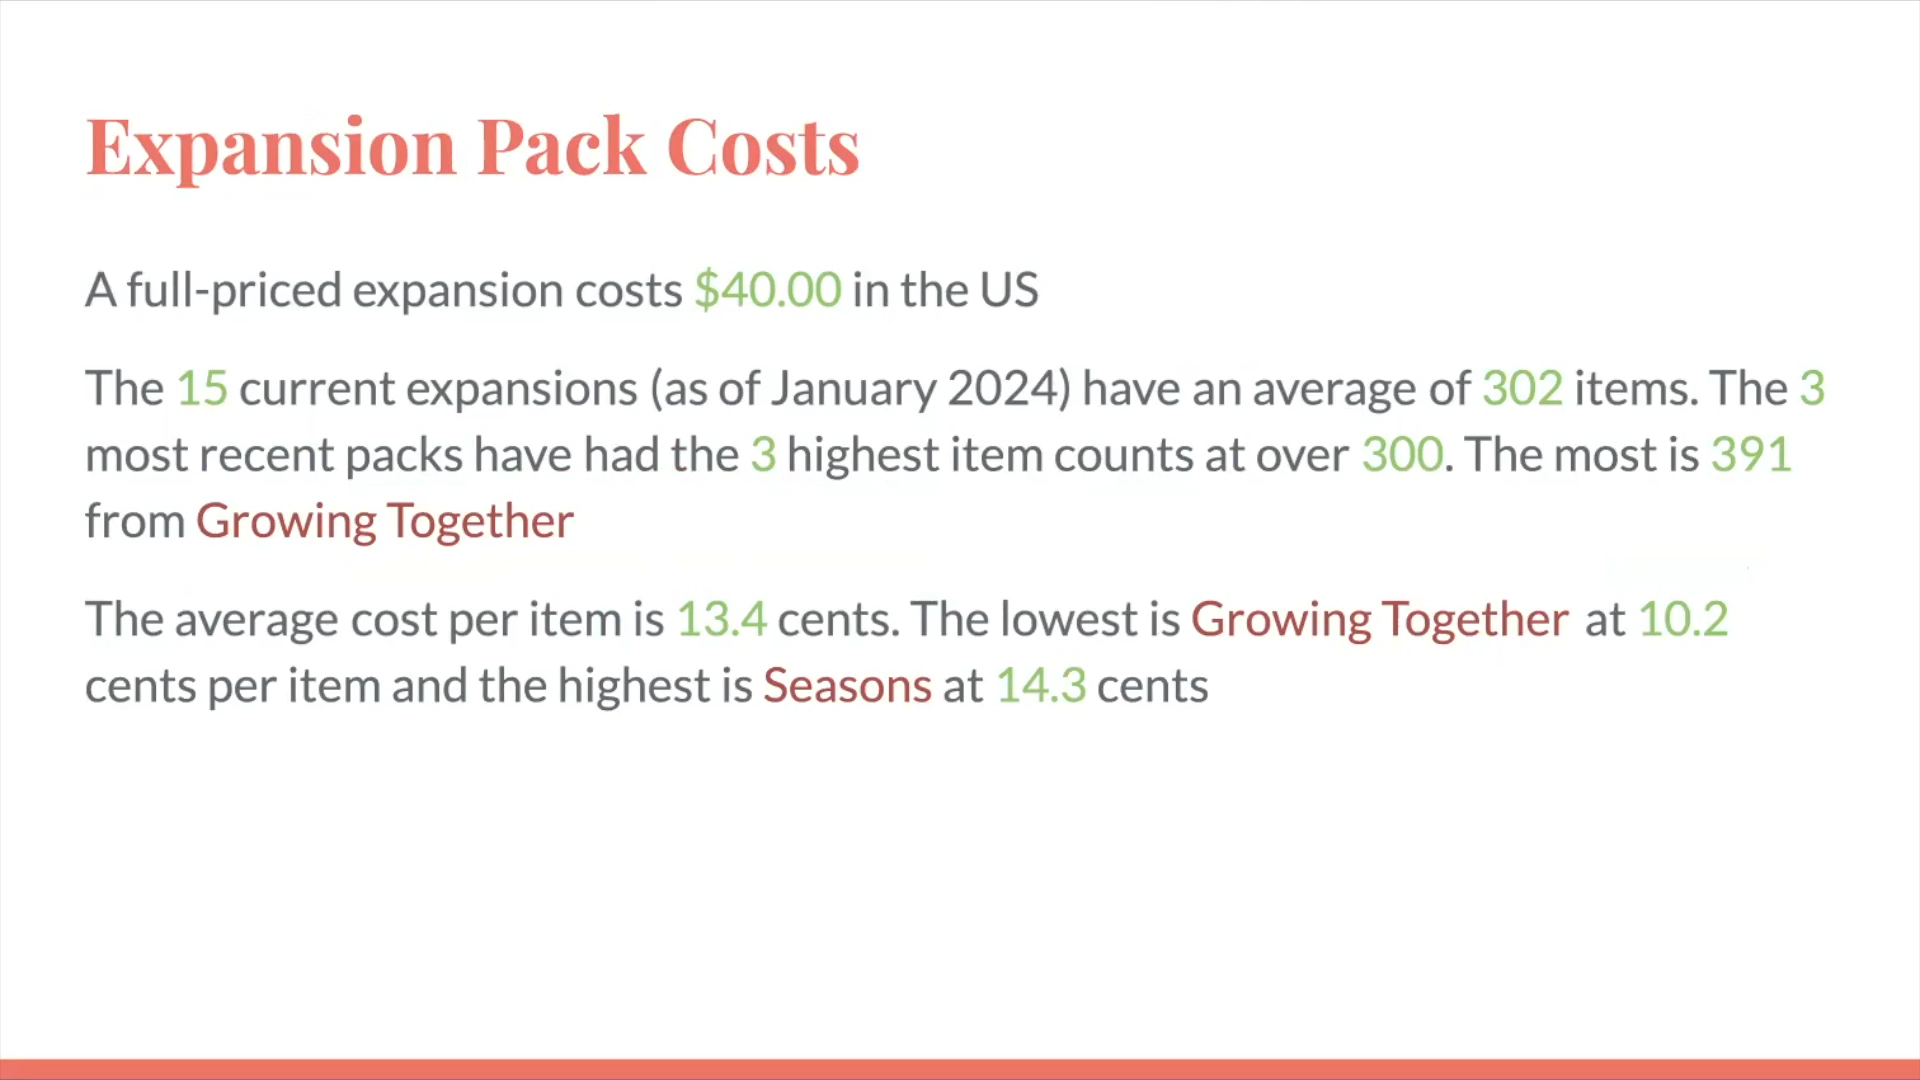 Expansion Pack Costs
A full-priced expansion costs $40.00 in the US
The 15 current expansions (as of January 2024) have an average of 302 items. The 3
most recent packs have had the 3 highest item counts at over 300. The most is 391
from Growing Together
The average cost per item is 13.4 cents. The lowest is Growing Together at 10.2
cents per item and the highest is Seasons at 14.3 cents